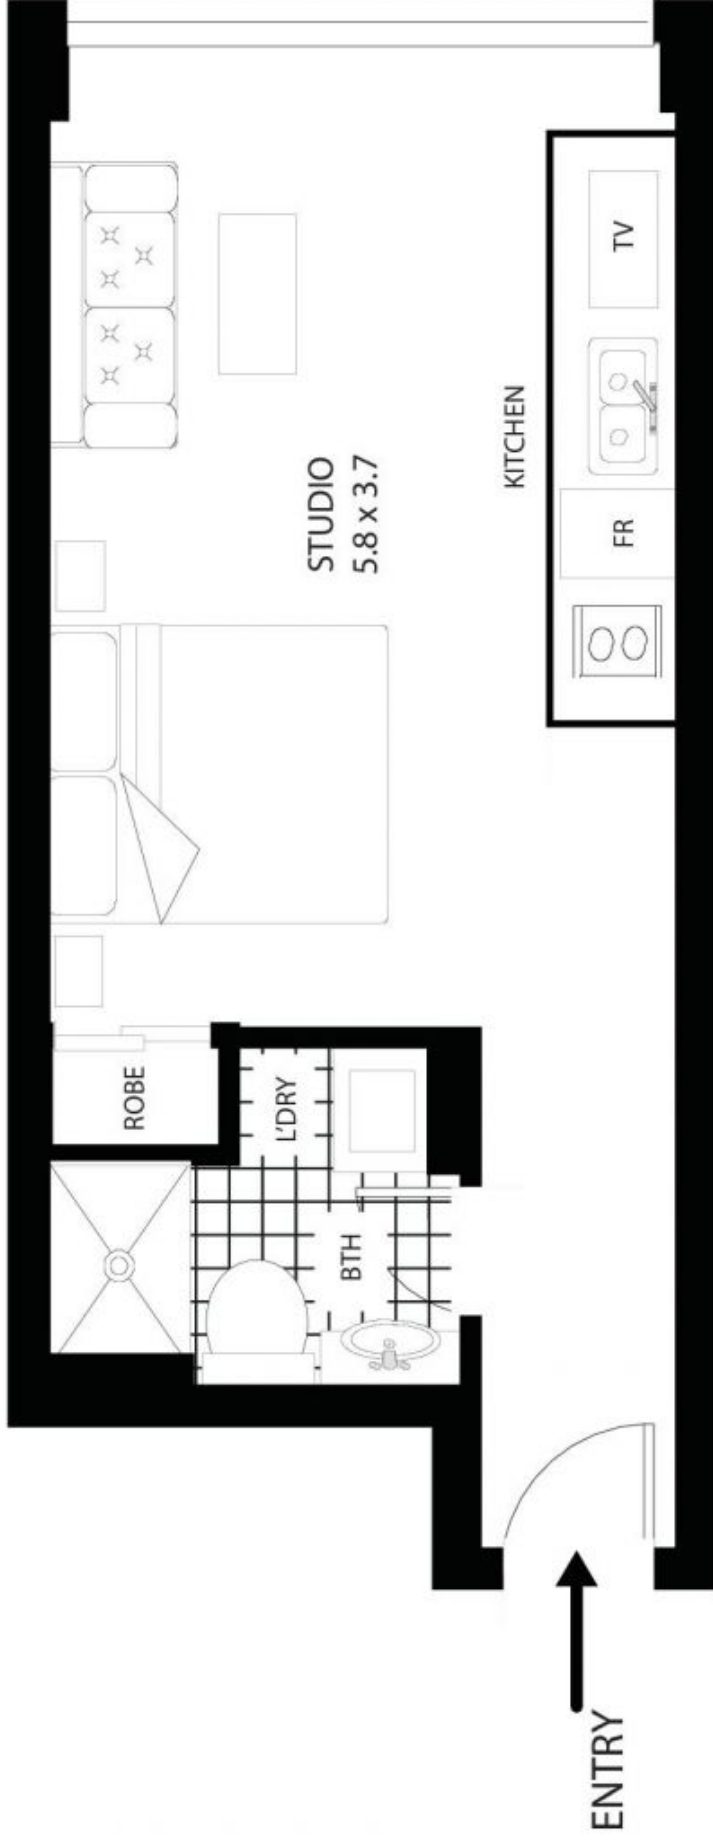 TV
KITCHEN
STUDIO
5.8 x 3.7
FR
ROBE
L'DRY
BTH
ENTRY